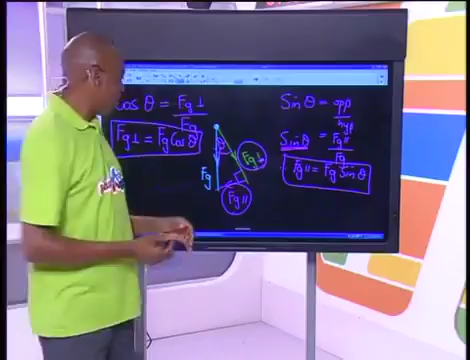 cos θ = Fg⊥
Fg
Fg⊥ = Fg Cos θ
θ
Fg
Fg⊥
Fg||
Sin θ = opp
hyp
Sin θ = Fg||
Fg
Fg|| = Fg Sin θ